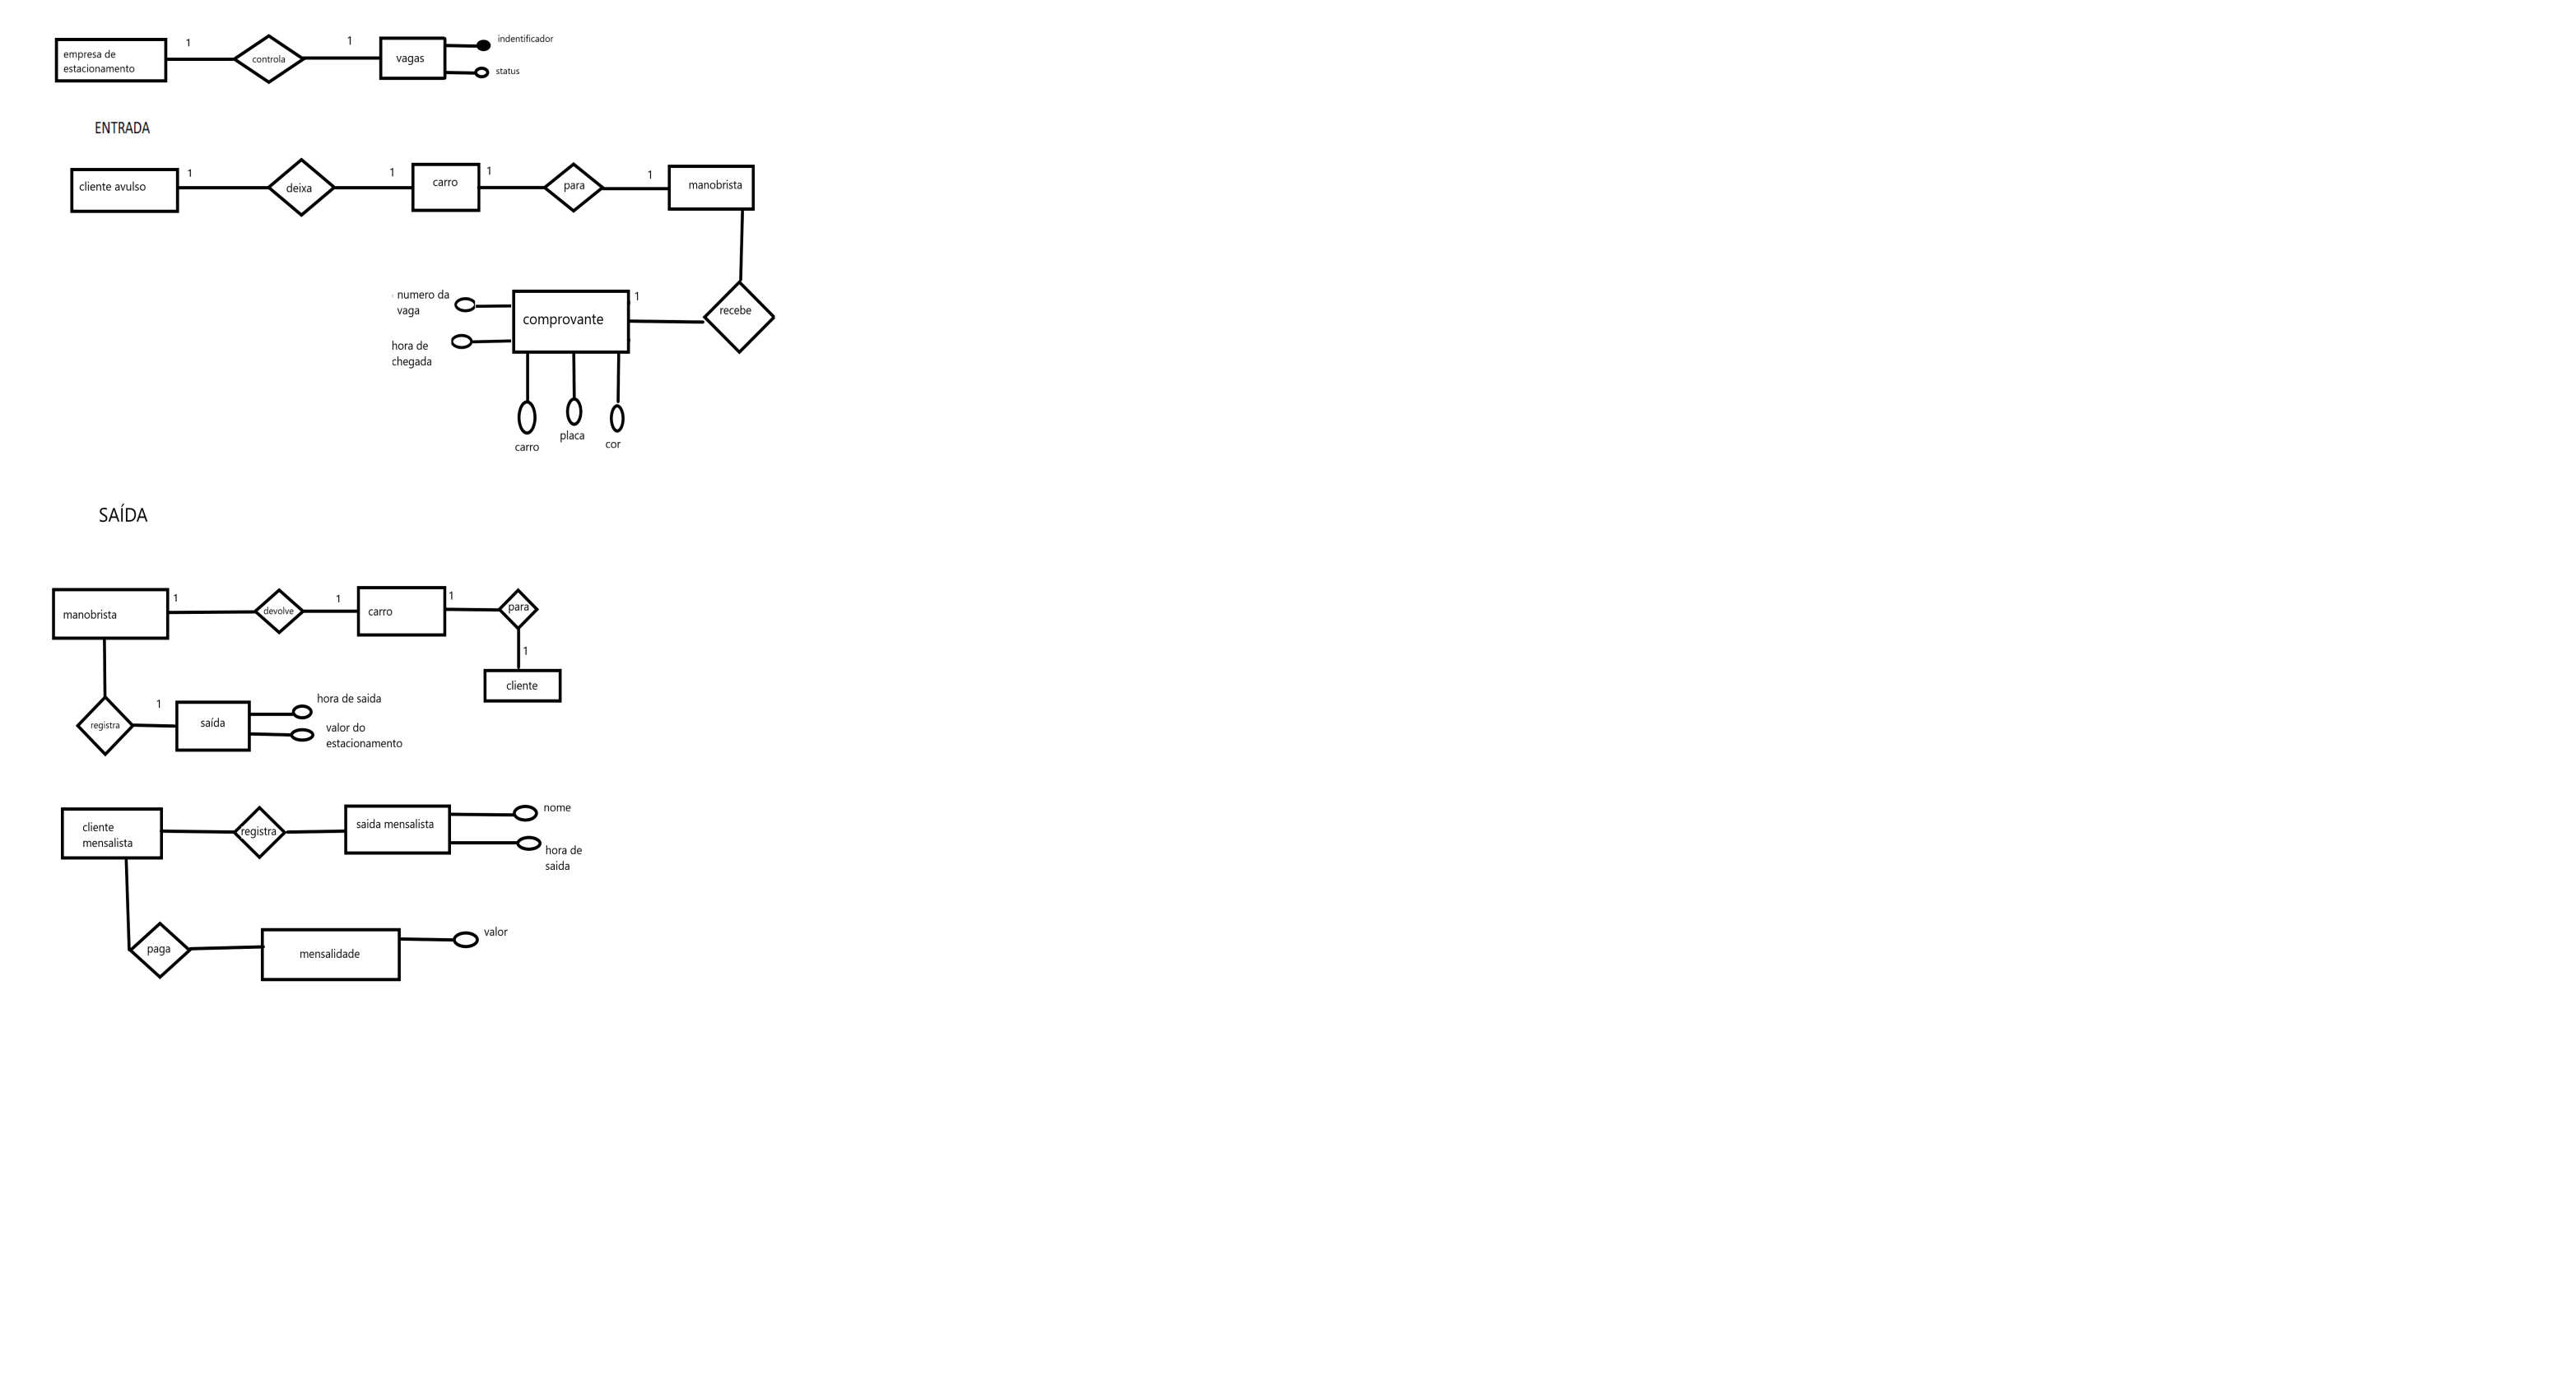 1
1
indentificador
empresa de
estacionamento
controla
vagas
status
ENTRADA
1
1
1
1
cliente avulso
deixa
carro
para
manobrista
numero da
vaga
1
comprovante
recebe
hora de
chegada
carro
placa
cor
SAÍDA
1
1
1
manobrista
devolve
carro
para
1
cliente
1
hora de saida
registra
saída
valor do
estacionamento
cliente
mensalista
registra
saida mensalista
nome
hora de
saida
paga
mensalidade
valor